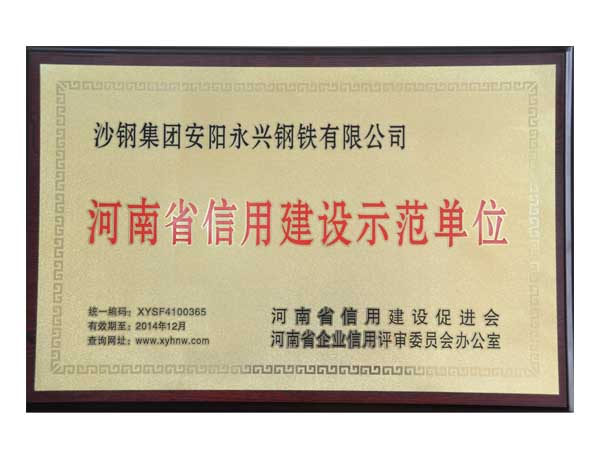 沙钢集团安阳永兴钢铁有限公司
河南省信用建设示范单位
统一编码：XYSF4100365
有效期至：2014年12月
查询网址：www.xyhnw.com
河南省信用建设促进会
河南省企业信用评审委员会办公室